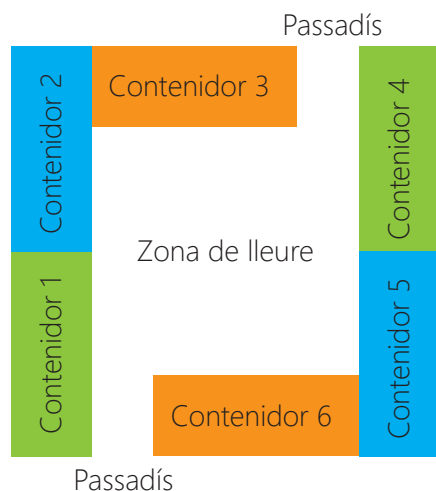 Passadís
Contenidor 2
Contenidor 3
Contenidor 4
Zona de lleure
Contenidor 1
Contenidor 5
Contenidor 6
Passadís